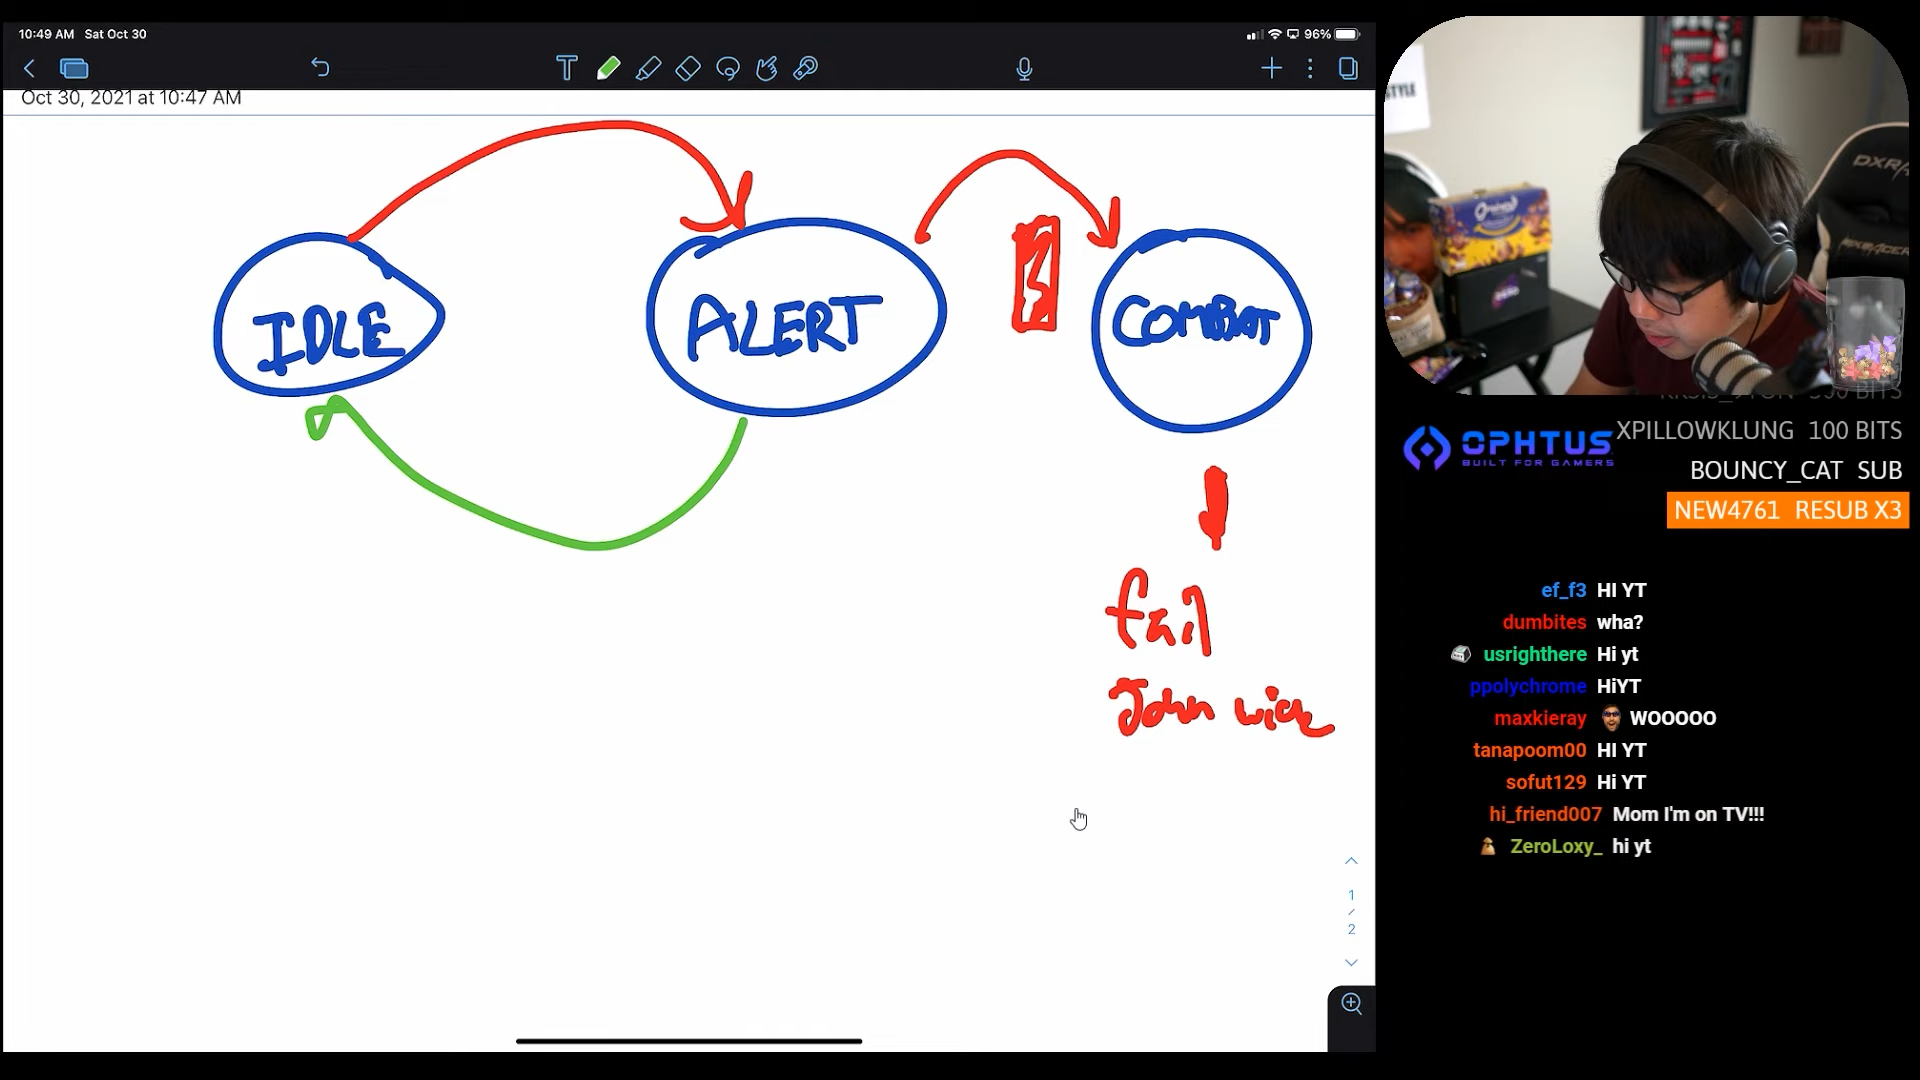 10:49 AM Sat Oct 30
96%
Oct 30, 2021 at 10:47 AM
IDLE
ALERT
COMBAT
fail
John wick
1
2
STYLE
OPHTUS
BUILT FOR GAMERS
XPILLOWKLUNG 100 BITS
BOUNCY_CAT SUB
NEW4761 RESUB X3
ef_f3 HI YT
dumbites wha?
usrighthere Hi yt
ppolychrome HiYT
maxkieray WOOOOO
tanapoom00 HI YT
sofut129 Hi YT
hi_friend007 Mom I'm on TV!!!
ZeroLoxy_ hi yt